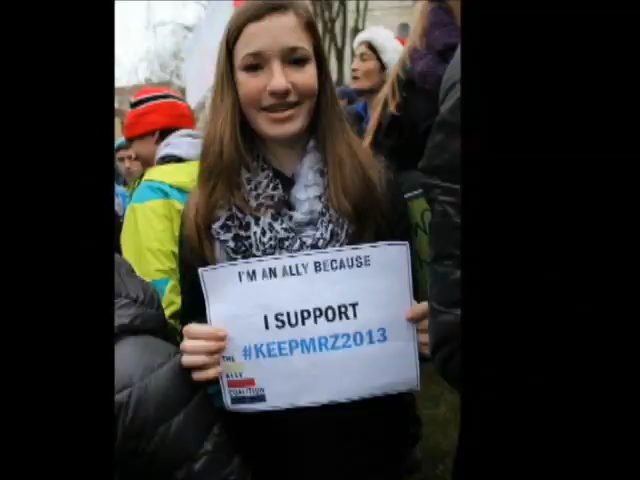 I'M AN ALLY BECAUSE
I SUPPORT
#KEEPMRZ2013
THE
ALLY
COALITION